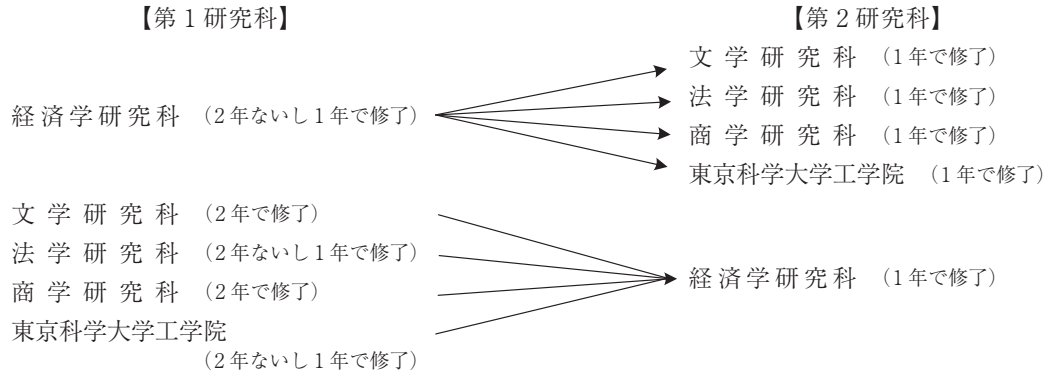 【第1研究科】
【第2研究科】
経済学研究科 (2年ないし1年で修了)
文学研究科 (1年で修了)
法学研究科 (1年で修了)
商学研究科 (1年で修了)
東京科学大学工学院 (1年で修了)
文学研究科 (2年で修了)
法学研究科 (2年ないし1年で修了)
商学研究科 (2年で修了)
東京科学大学工学院
(2年ないし1年で修了)
経済学研究科 (1年で修了)